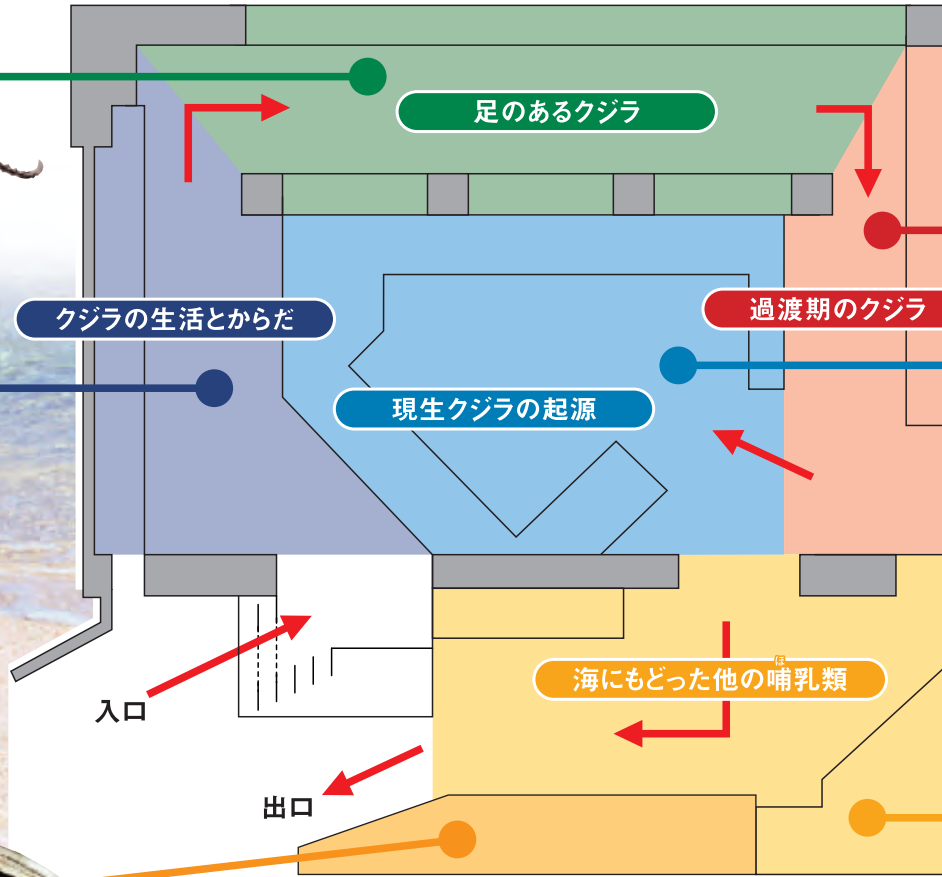 足のあるクジラ
クジラの生活とからだ
過渡期のクジラ
現生クジラの起源
ほ
海にもどった他の哺乳類
入口
出口